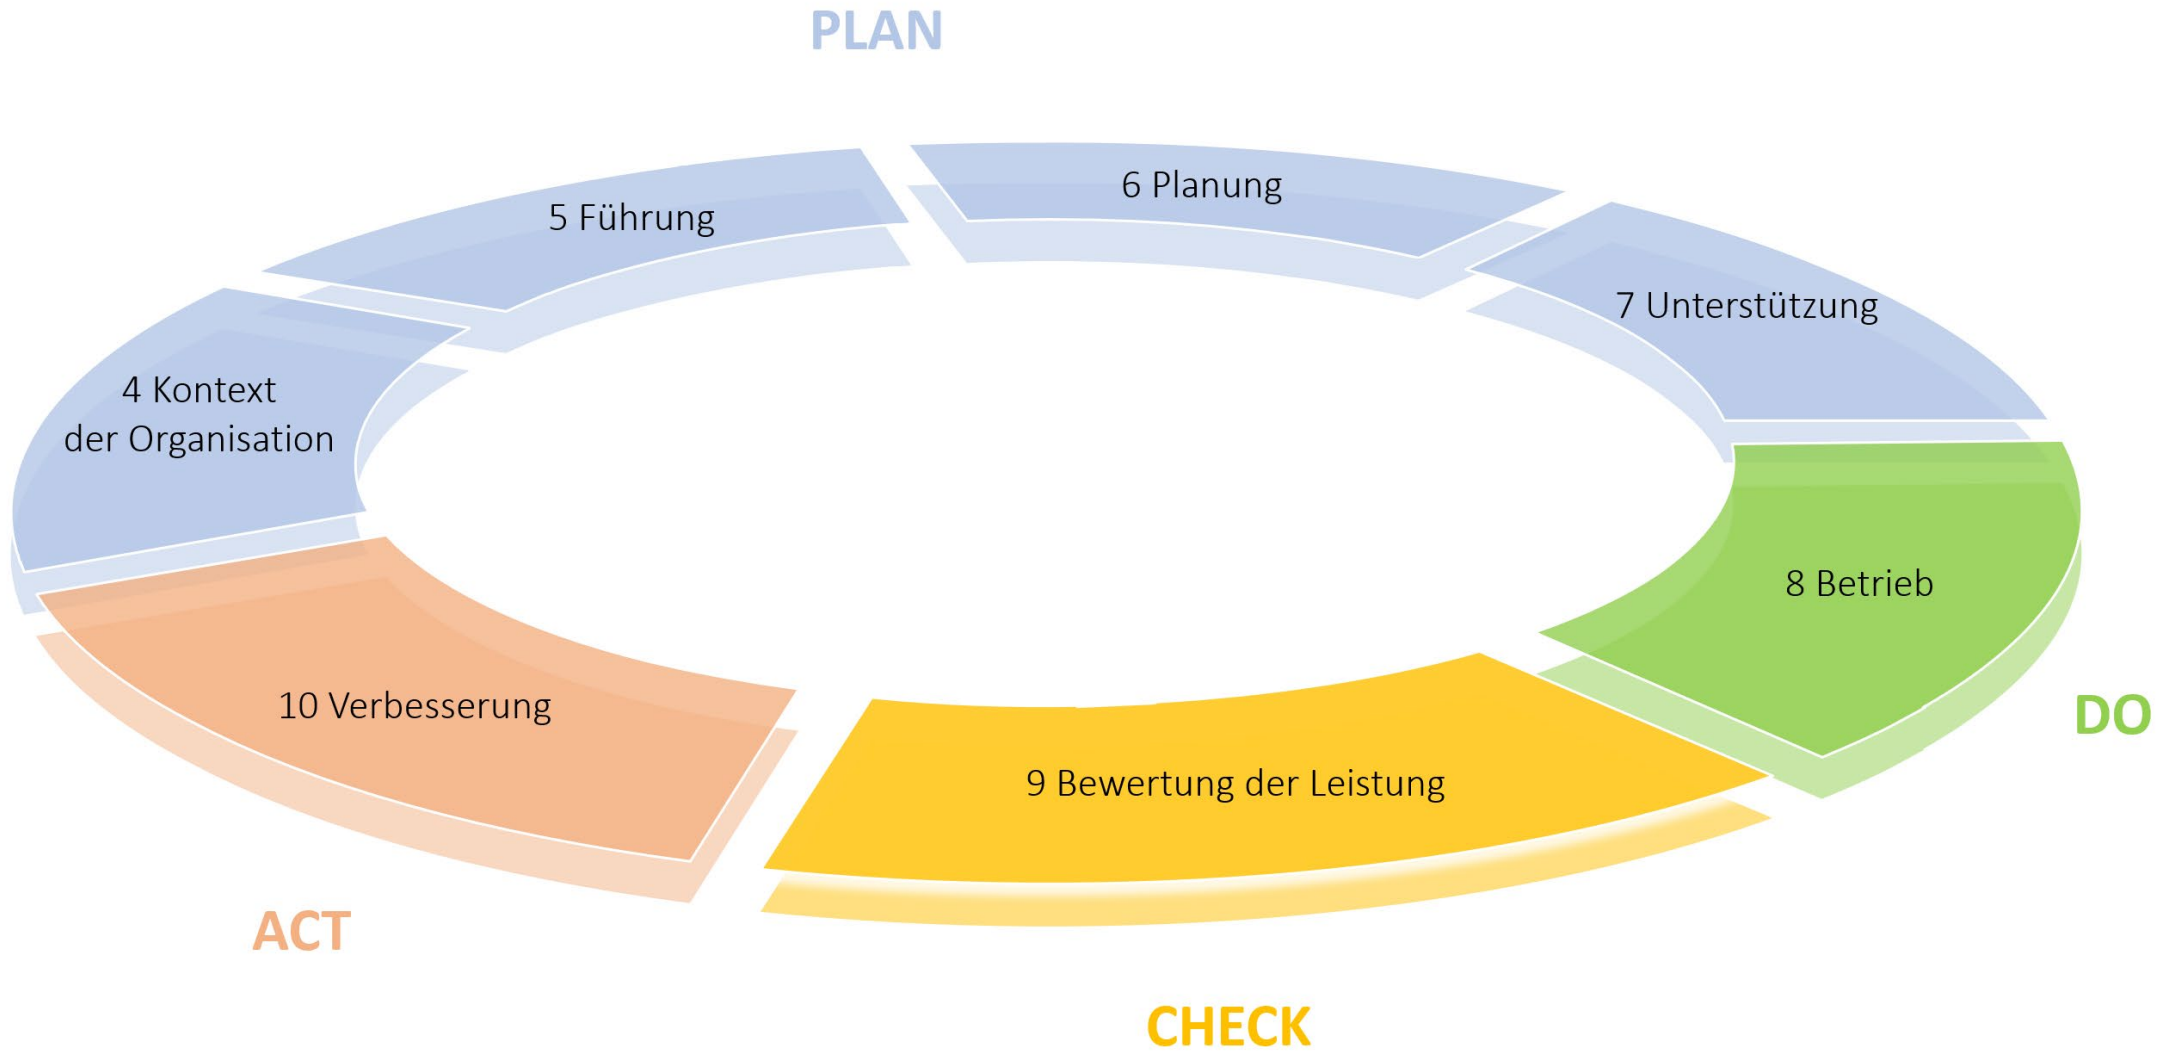 PLAN
6 Planung
5 Führung
7 Unterstützung
4 Kontext
der Organisation
8 Betrieb
10 Verbesserung
DO
9 Bewertung der Leistung
ACT
CHECK